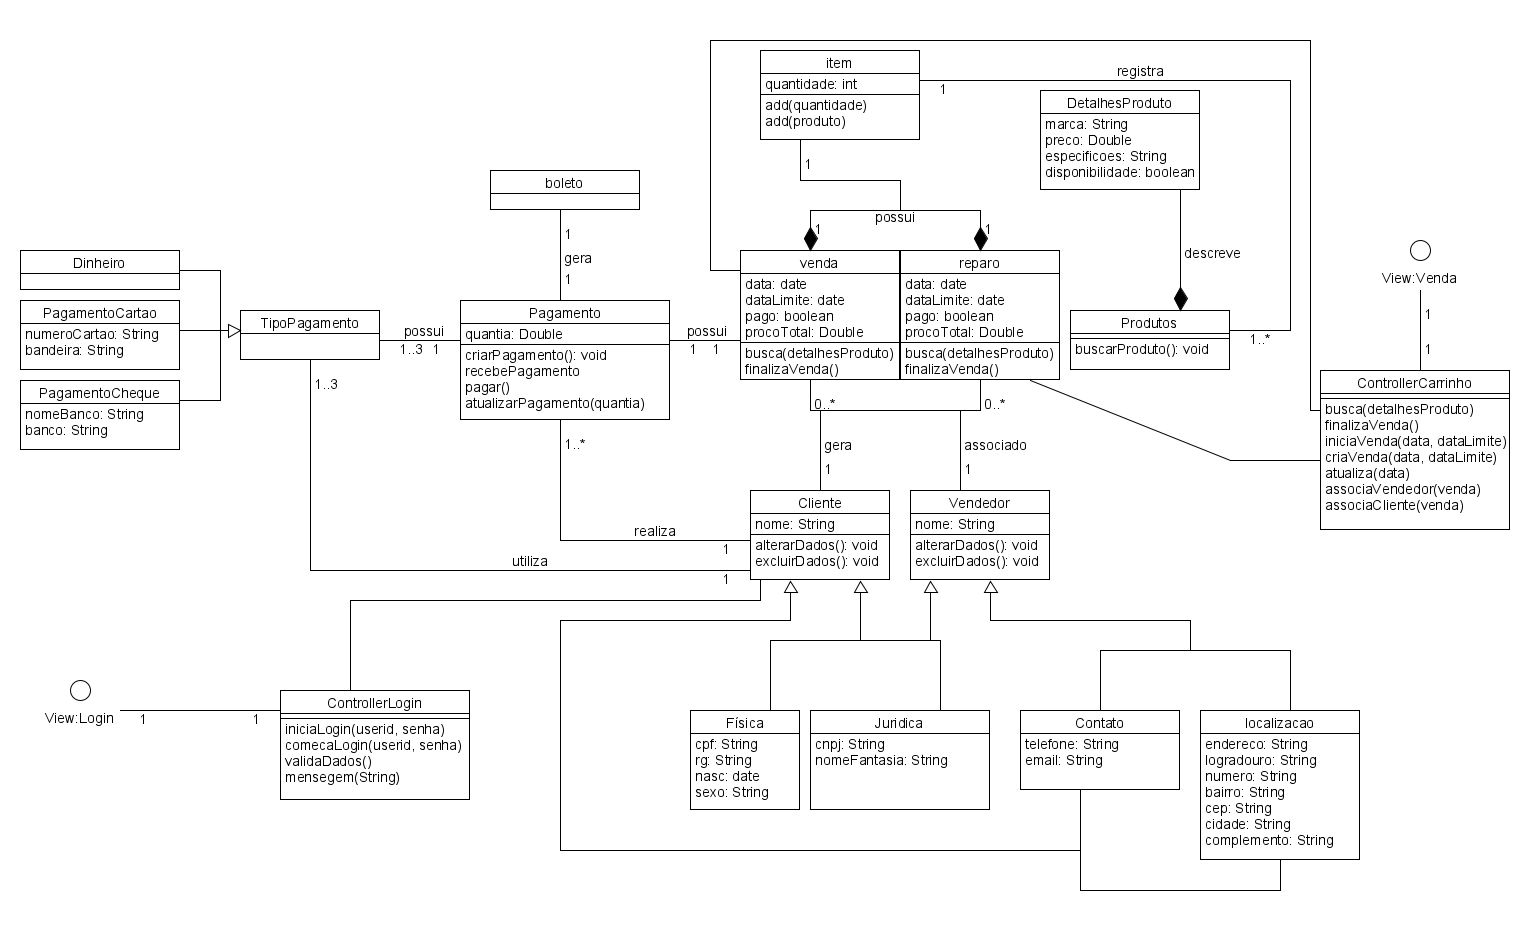 item
quantidade: int
add(quantidade)
add(produto)
1
registra
1
DetalhesProduto
marca: String
preco: Double
especificoes: String
disponibilidade: boolean
boleto
1
gera
1
possui
1
1
descreve
Dinheiro
PagamentoCartao
numeroCartao: String
bandeira: String
PagamentoCheque
nomeBanco: String
banco: String
TipoPagamento
possui
1..3
1
Pagamento
quantia: Double
criarPagamento(): void
recebePagamento
pagar()
atualizarPagamento(quantia)
possui
1
1
venda
data: date
dataLimite: date
pago: boolean
procoTotal: Double
busca(detalhesProduto)
finalizaVenda()
reparo
data: date
dataLimite: date
pago: boolean
procoTotal: Double
busca(detalhesProduto)
finalizaVenda()
Produtos
buscarProduto(): void
1..*
View:Venda
1
1
ControllerCarrinho
busca(detalhesProduto)
finalizaVenda()
iniciaVenda(data, dataLimite)
criaVenda(data, dataLimite)
atualiza(data)
associaVendedor(venda)
associaCliente(venda)
1..3
1..*
0..*
0..*
gera
1
associado
1
realiza
1
utiliza
1
Cliente
nome: String
alterarDados(): void
excluirDados(): void
Vendedor
nome: String
alterarDados(): void
excluirDados(): void
View:Login
1
1
ControllerLogin
iniciaLogin(userid, senha)
comecaLogin(userid, senha)
validaDados()
mensegem(String)
Física
cpf: String
rg: String
nasc: date
sexo: String
Juridica
cnpj: String
nomeFantasia: String
Contato
telefone: String
email: String
localizacao
endereco: String
logradouro: String
numero: String
bairro: String
cep: String
cidade: String
complemento: String